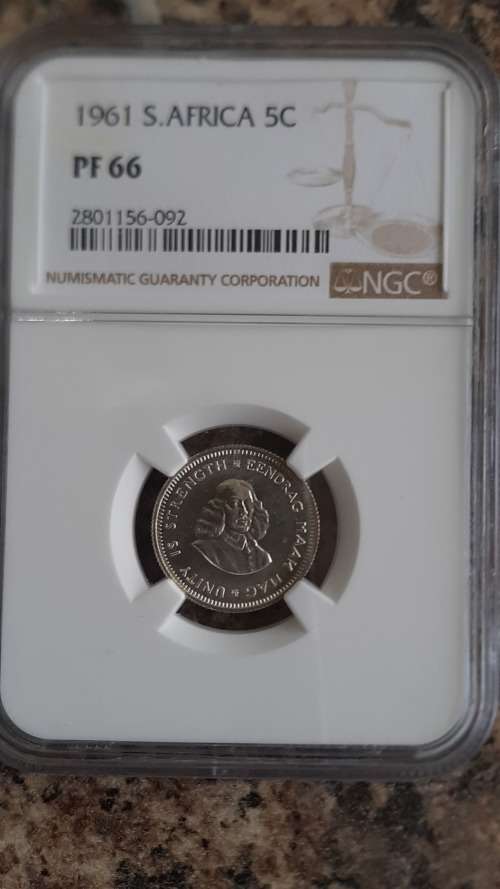 1961 S.AFRICA 5C
PF 66
2801156-092
NUMISMATIC GUARANTY CORPORATION
NGC®
UNITY IS STRENGTH EENDRAG MAAK MAG